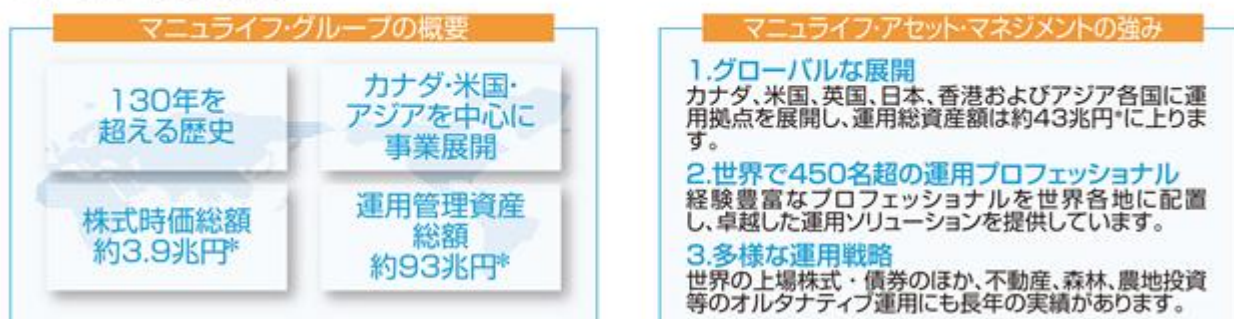 マニュライフ・グループの概要
130年を
超える歴史
カナダ・米国・
アジアを中心に
事業展開
株式時価総額
約3.9兆円*
運用管理資産
総額
約93兆円*
マニュライフ・アセット・マネジメントの強み
1.グローバルな展開
カナダ、米国、英国、日本、香港およびアジア各国に運
用拠点を展開し、運用総資産額は約43兆円*に上りま
す。
2.世界で450名超の運用プロフェッショナル
経験豊富なプロフェッショナルを世界各地に配置
し、卓越した運用ソリューションを提供しています。
3.多様な運用戦略
世界の上場株式・債券のほか、不動産、森林、農地投資
等のオルタナティブ運用にも長年の実績があります。